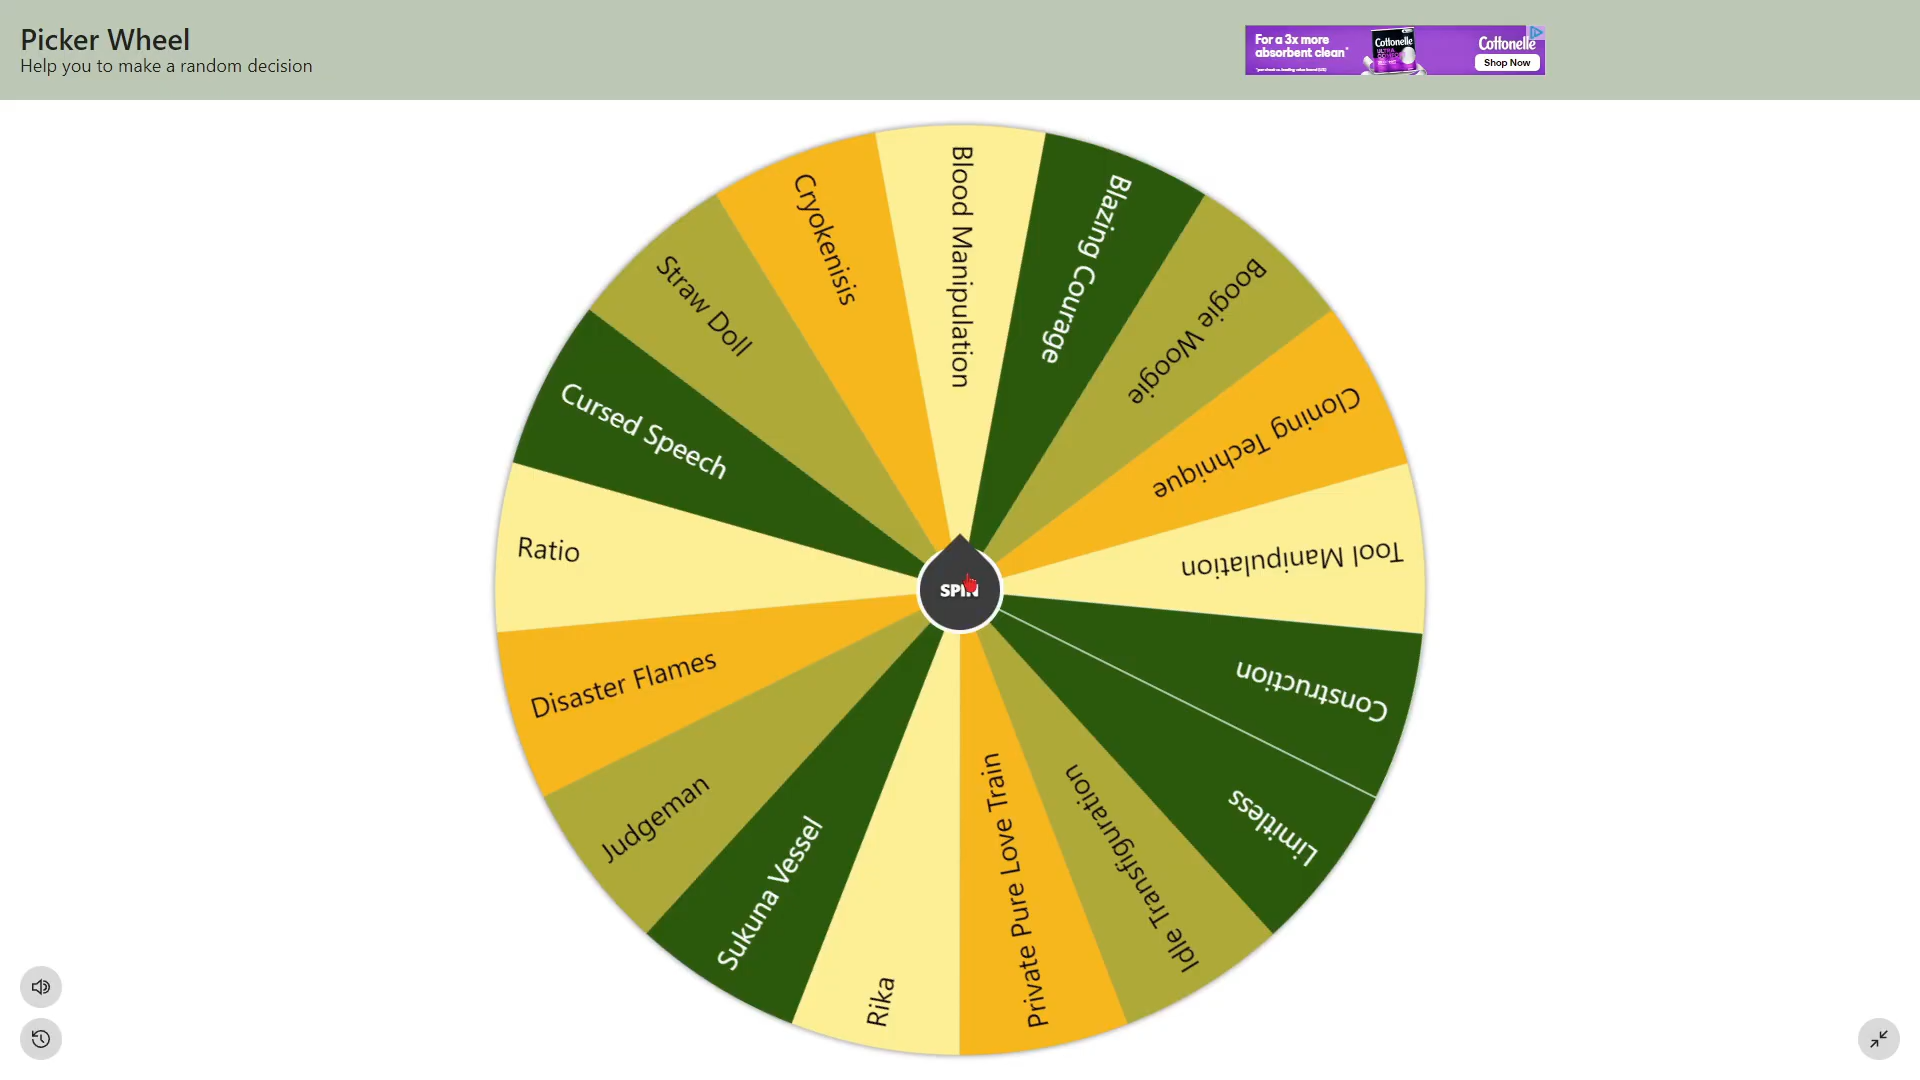 Picker Wheel
Help you to make a random decision
For a 3x more
absorbent clean*
Cottonelle
ULTRA
Cottonelle
Shop Now
Blood Manipulation
Blazing Courage
Boogie Woogie
Cloning Technique
Tool Manipulation
Construction
Limitless
Idle Transfiguration
Private Pure Love Train
Rika
Sukuna Vessel
Judgeman
Disaster Flames
Ratio
Cursed Speech
Straw Doll
Cryokenisis
SPIN